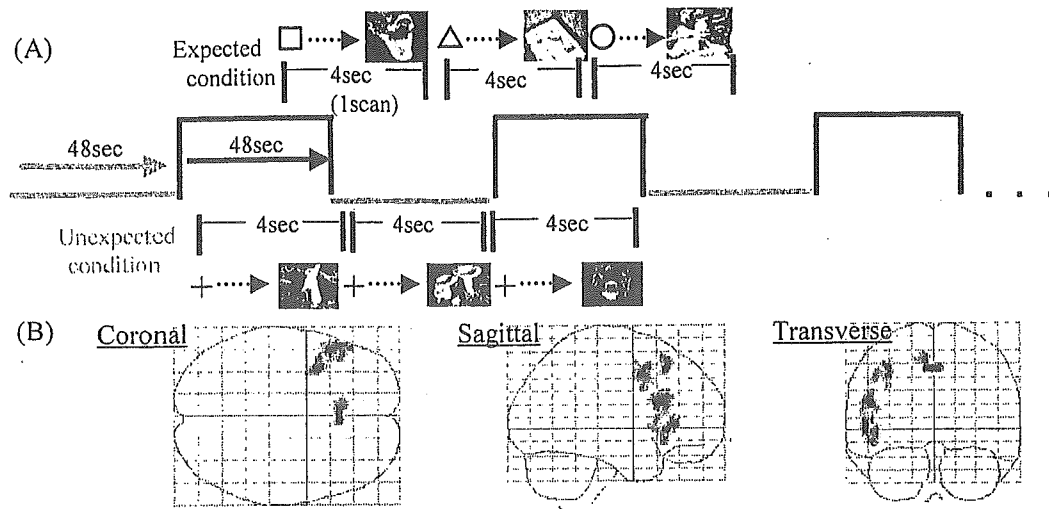 (A)
Expected
condition
4sec
(1scan)
4sec
4sec
48sec
48sec
Unexpected
condition
4sec
4sec
4sec
(B)
Coronal
Sagittal
Transverse